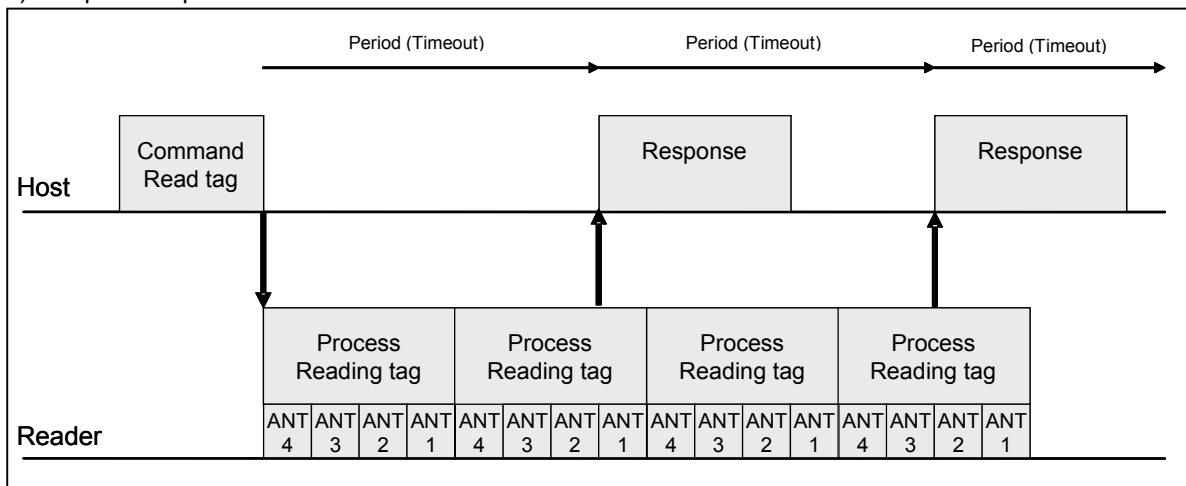 Period (Timeout) Period (Timeout) Period (Timeout)
Command
Read tag
Response
Response
Host
Process
Reading tag
Process
Reading tag
Process
Reading tag
Process
Reading tag
ANT ANT ANT ANT ANT ANT ANT ANT ANT ANT ANT ANT ANT ANT ANT ANT
4 3 2 1 4 3 2 1 4 3 2 1 4 3 2 1
Reader